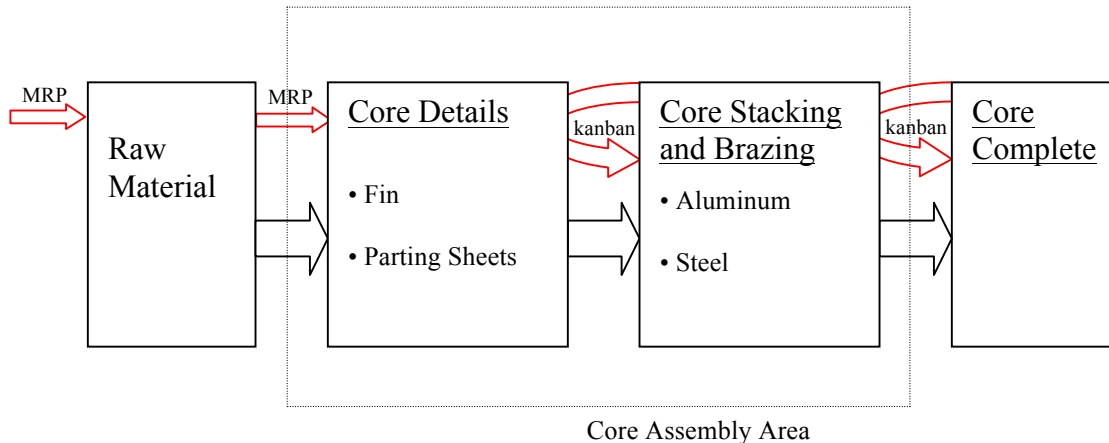 MRP
Raw
Material
MRP
Core Details
• Fin
• Parting Sheets
kanban
Core Stacking
and Brazing
• Aluminum
• Steel
kanban
Core
Complete
Core Assembly Area